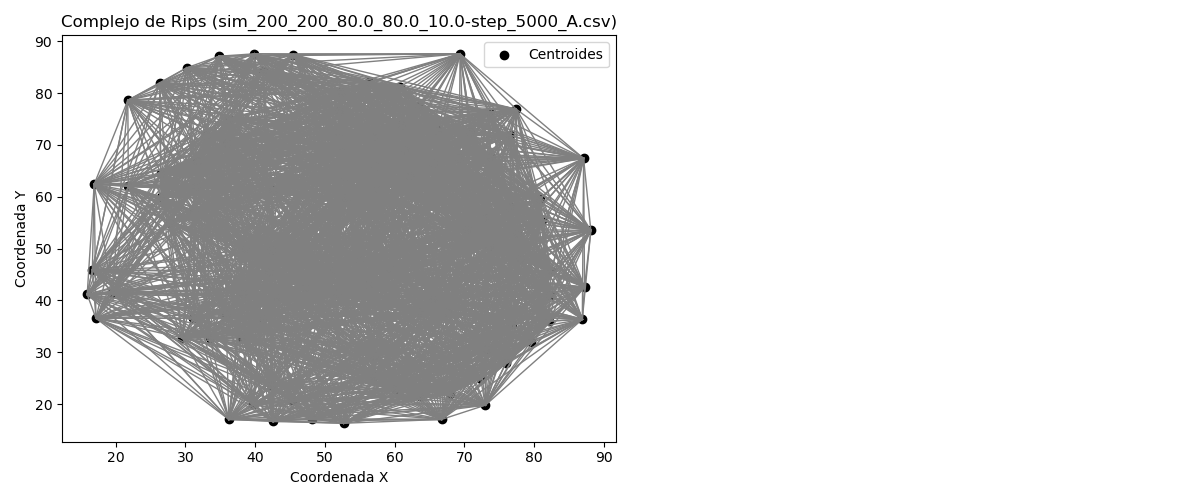 Complejo de Rips (sim_200_200_80.0_80.0_10.0-step_5000_A.csv)
Centroides
90
80
70
60
50
40
30
20
Coordenada Y
20 30 40 50 60 70 80 90
Coordenada X